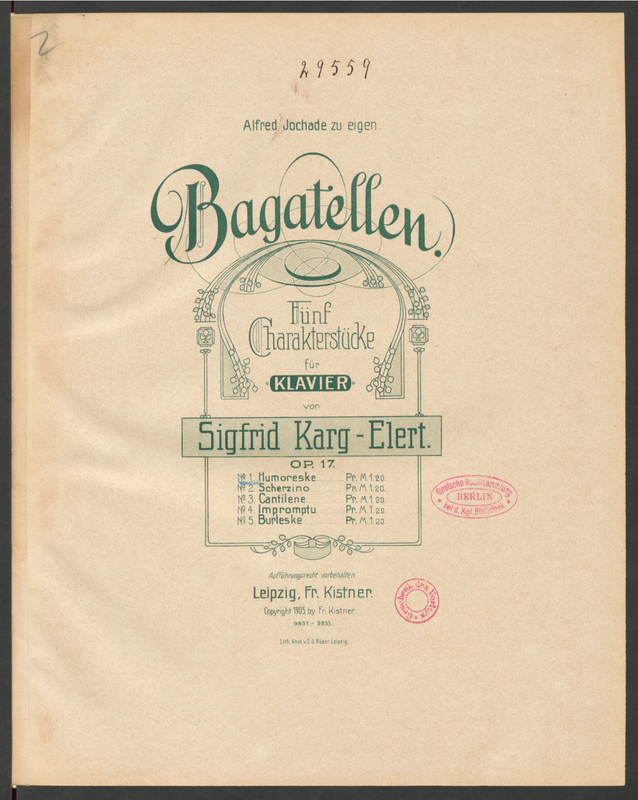 2
29559
Alfred Jochade zu eigen.
Bagatellen.
Fünf
Charakterstücke
für
KLAVIER
von
Sigfrid Karg-Elert.
OP. 17.
No 1. Humoreske Pr. M. 1.20.
No 2. Scherzino Pr. M. 1.20.
No 3. Cantilene Pr. M. 1.20.
No 4. Impromptu Pr. M. 1.20.
No 5. Burleske Pr. M. 1.20.
Deutsche Musiksammlung
BERLIN
bei d. Kgl. Bibliothek
Aufführungsrecht vorbehalten.
Leipzig, Fr. Kistner.
Geschenk des Verlages
Copyright 1905 by Fr. Kistner.
Lith. Anst. v. C. G. Röder Leipzig.